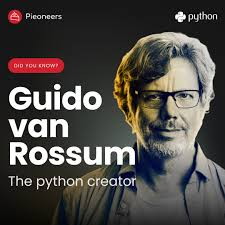 Pieoneers
python
DID YOU KNOW?
Guido
van
Rossum
The python creator